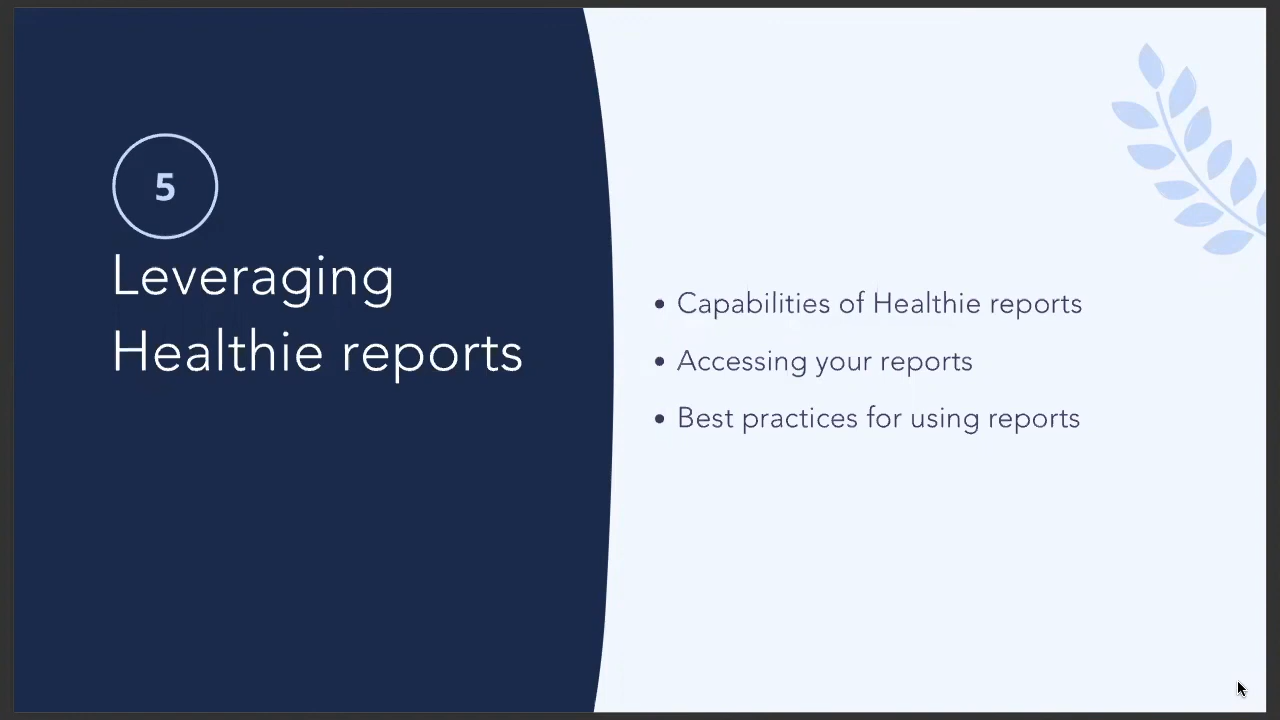 5
Leveraging
Healthie reports
• Capabilities of Healthie reports
• Accessing your reports
• Best practices for using reports